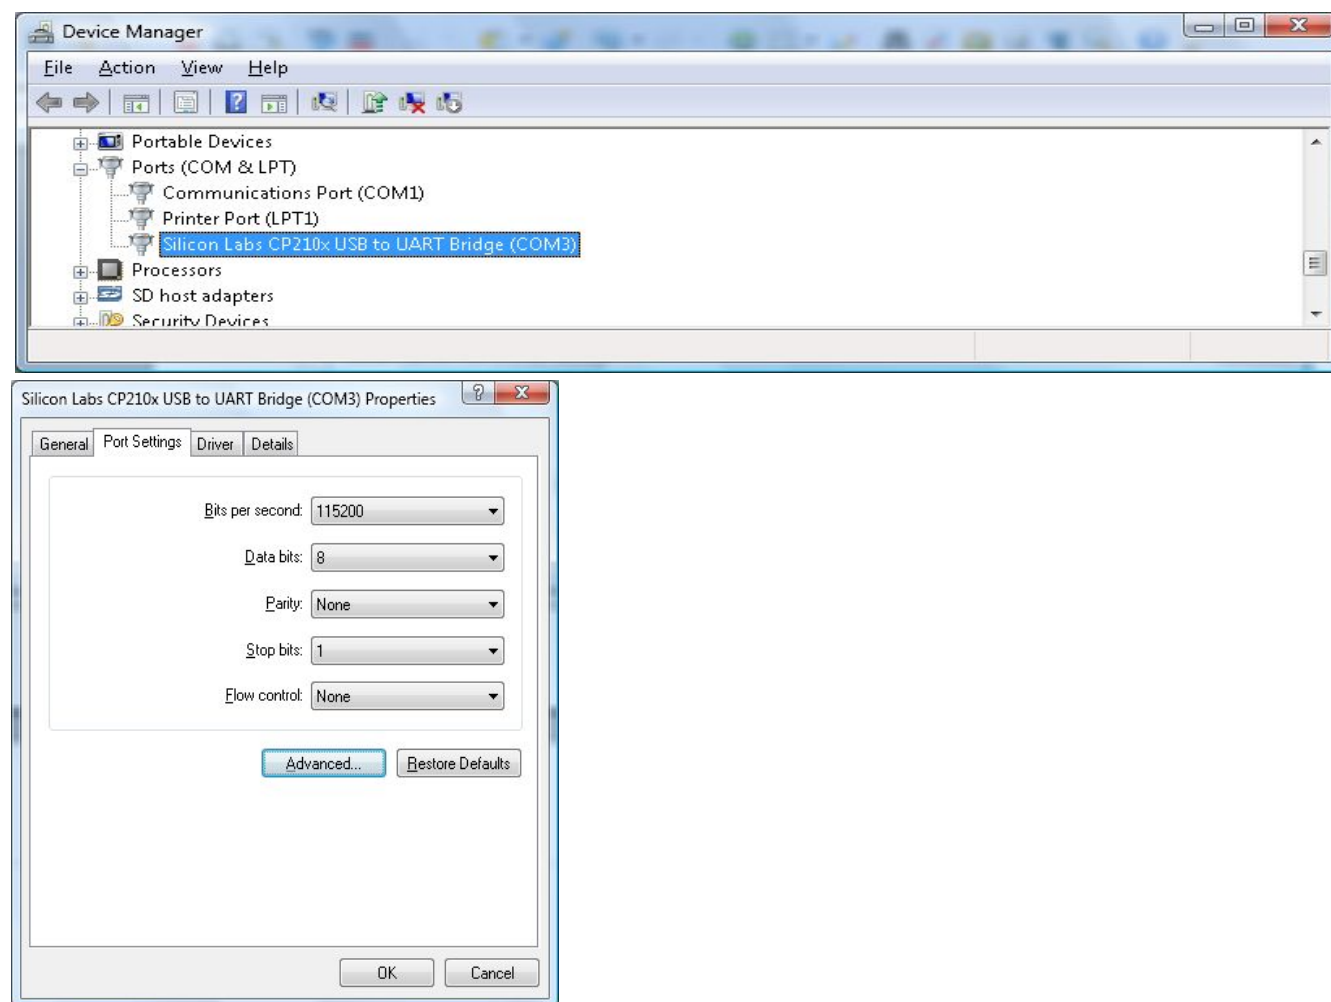 Device Manager
File Action View Help
Portable Devices
Ports (COM & LPT)
Communications Port (COM1)
Printer Port (LPT1)
Silicon Labs CP210x USB to UART Bridge (COM3)
Processors
SD host adapters
Security Devices
Silicon Labs CP210x USB to UART Bridge (COM3) Properties
General Port Settings Driver Details
Bits per second: 115200
Data bits: 8
Parity: None
Stop bits: 1
Flow control: None
Advanced... Restore Defaults
OK Cancel